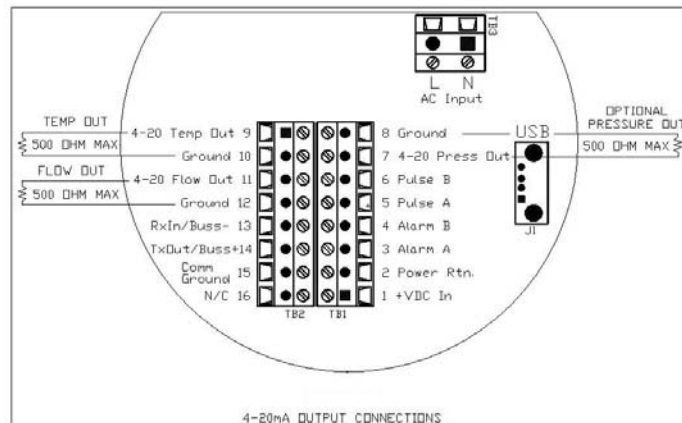 TB3
L N
AC Input
TEMP OUT
500 OHM MAX
FLOW OUT
500 OHM MAX
4-20 Temp Out 9
Ground 10
4-20 Flow Out 11
Ground 12
RxIn/Buss- 13
TxOut/Buss+14
Comm
Ground 15
N/C 16
TB2
TB1
8 Ground
7 4-20 Press Out
6 Pulse B
5 Pulse A
4 Alarm B
3 Alarm A
2 Power Rtn.
1 +VDC In
USB
J1
OPTIONAL
PRESSURE OUT
500 OHM MAX
4-20mA OUTPUT CONNECTIONS